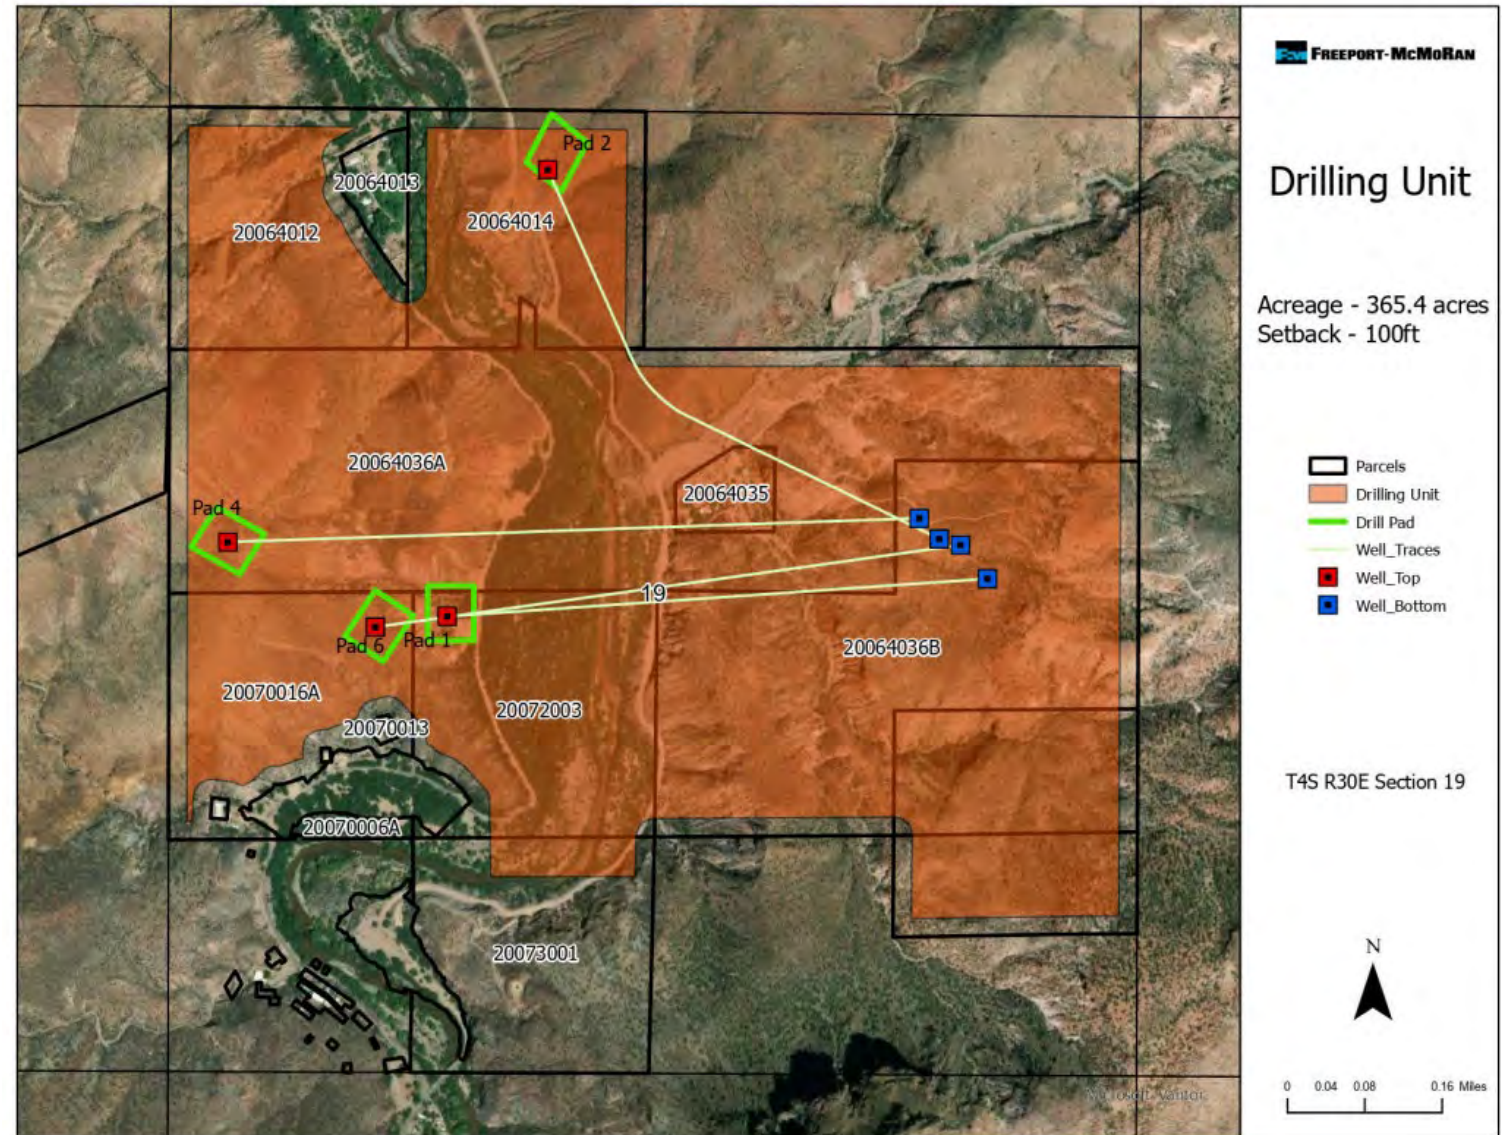 FREEPORT-MCMORAN
Drilling Unit
Acreage - 365.4 acres
Setback - 100ft
Parcels
Drilling Unit
Drill Pad
Well_Traces
Well_Top
Well_Bottom
T4S R30E Section 19
N
0 0.04 0.08 0.16 Miles
Pad 2
20064013
20064014
20064012
20064036A
20064035
Pad 4
19
Pad 6
Pad 1
20064036B
20070016A
20072003
20070013
20070006A
20073001
Microsoft, Vantor